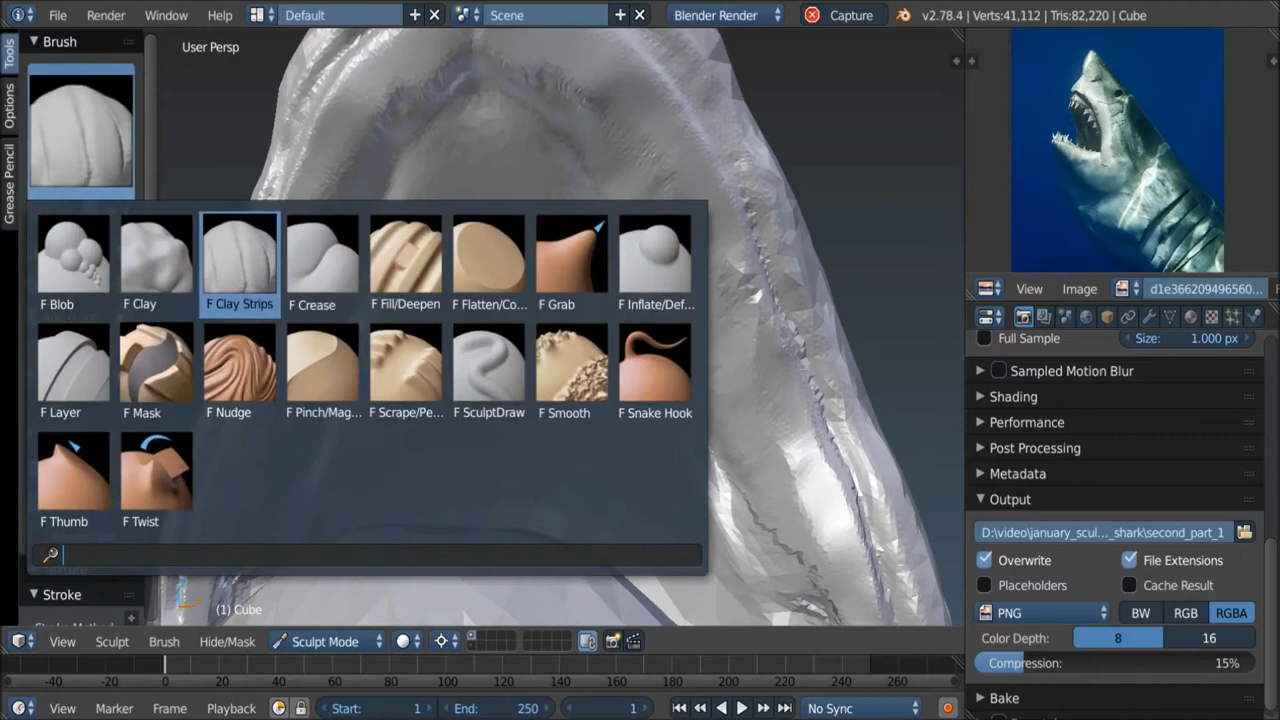 File Render Window Help Default Scene Blender Render Capture v2.78.4 | Verts:41,112 | Tris:82,220 | Cube
Tools
Options
Grease Pencil
Brush
User Persp
F Blob F Clay F Clay Strips F Crease F Fill/Deepen F Flatten/Co... F Grab F Inflate/Def...
F Layer F Mask F Nudge F Pinch/Mag... F Scrape/Pe... F SculptDraw F Smooth F Snake Hook
F Thumb F Twist
Stroke
(1) Cube
View Sculpt Brush Hide/Mask Sculpt Mode
-40 -20 0 20 40 60 80 100 120 140 160 180 200 220 240 260
View Marker Frame Playback Start: 1 End: 250 1 No Sync
View Image d1e366209496560...
Full Sample Size: 1.000 px
Sampled Motion Blur
Shading
Performance
Post Processing
Metadata
Output
D:\video\january_scul..._shark\second_part_1
Overwrite File Extensions
Placeholders Cache Result
PNG BW RGB RGBA
Color Depth: 8 16
Compression: 15%
Bake